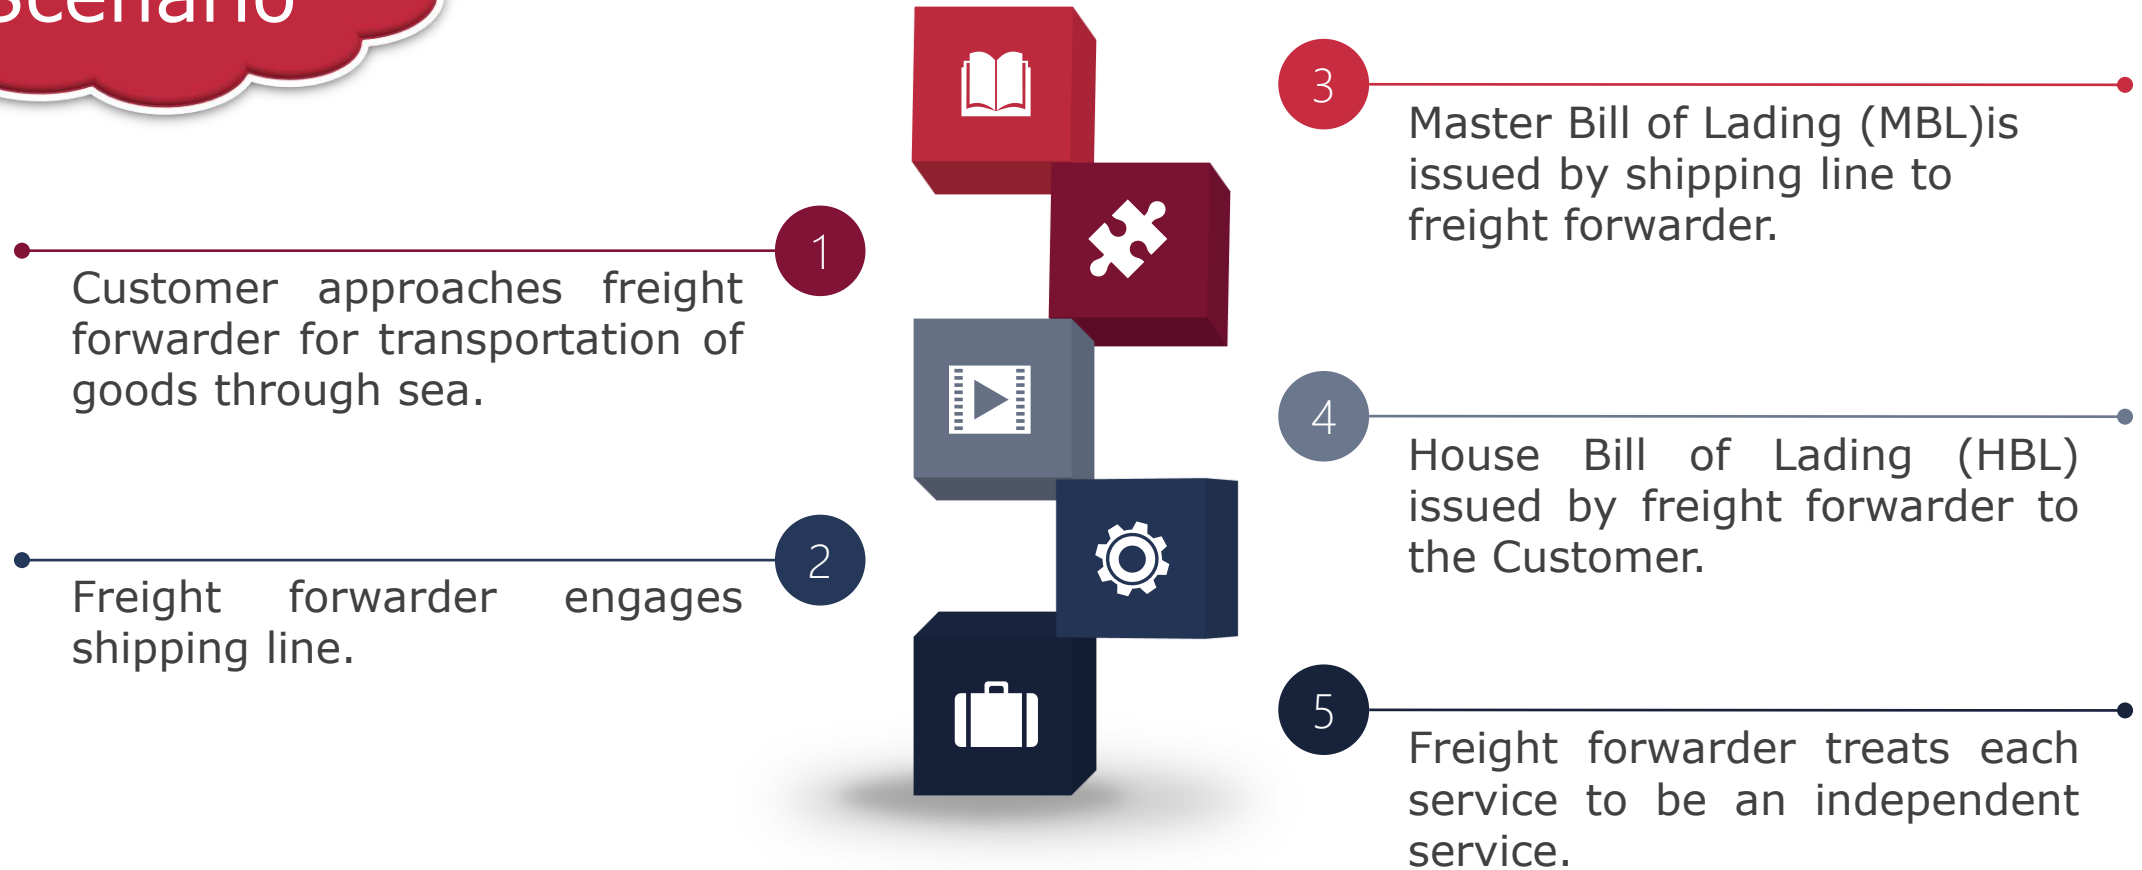 Scenario
1
Customer approaches freight
forwarder for transportation of
goods through sea.
2
Freight forwarder engages
shipping line.
3
Master Bill of Lading (MBL)is
issued by shipping line to
freight forwarder.
4
House Bill of Lading (HBL)
issued by freight forwarder to
the Customer.
5
Freight forwarder treats each
service to be an independent
service.